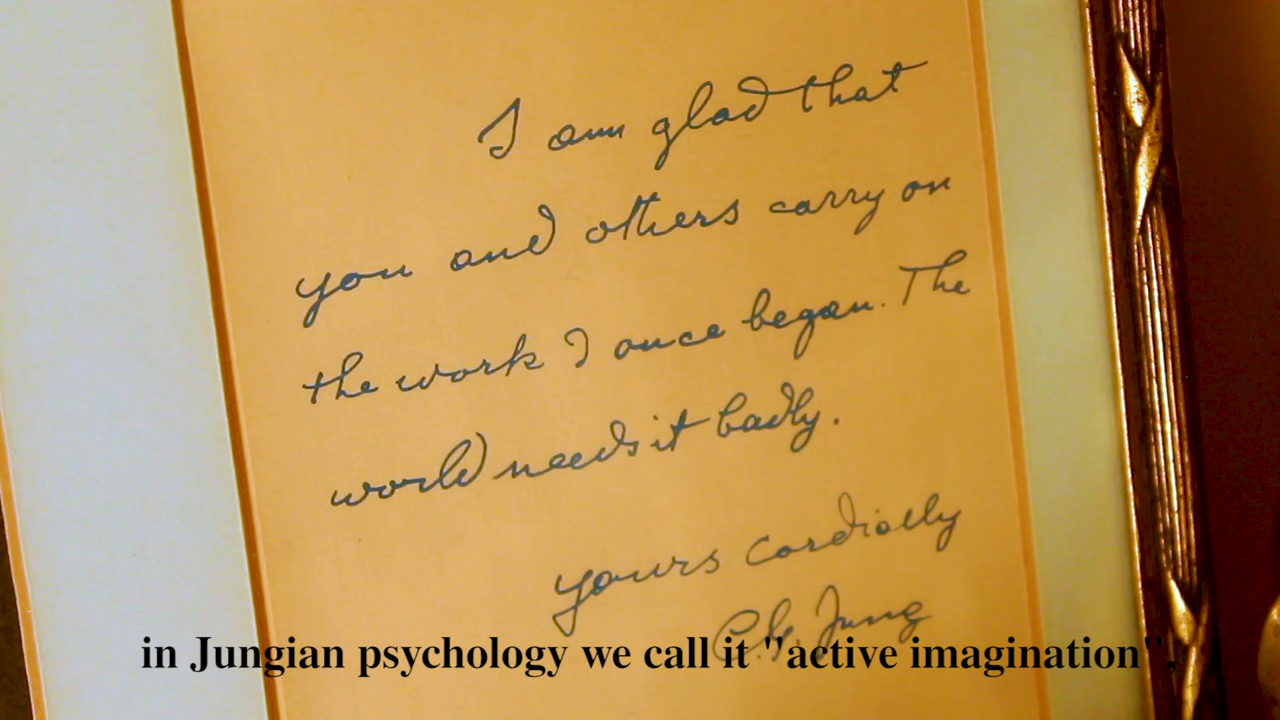 I am glad that
you and others carry on
the work I once began. The
world needs it badly.
yours cordially
C.G. Jung
in Jungian psychology we call it "active imagination".